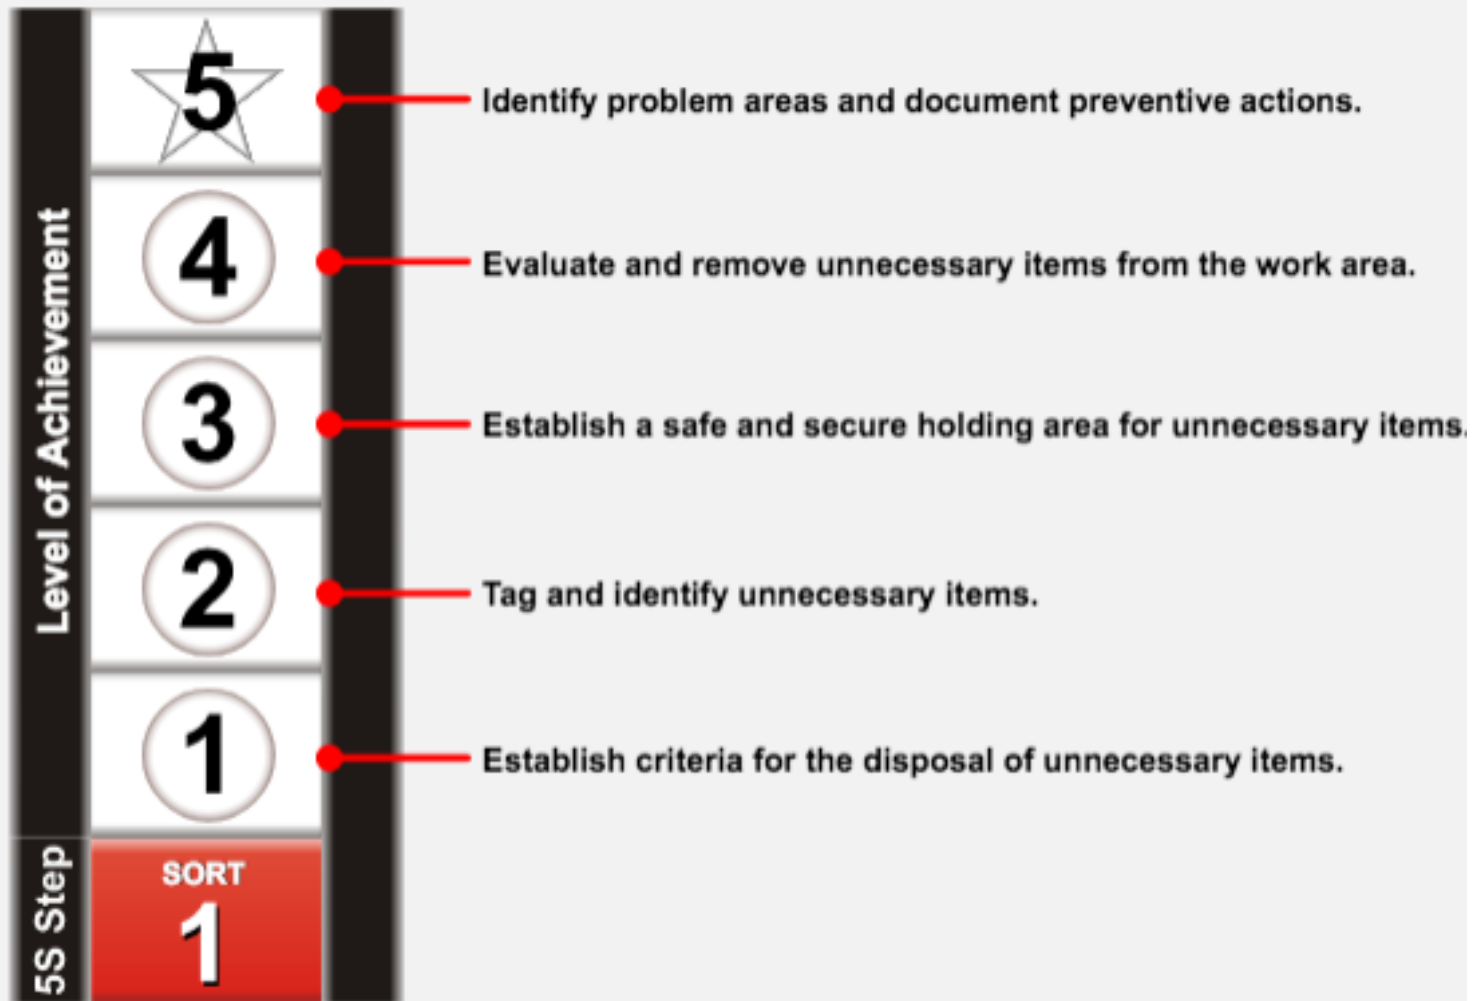 Level of Achievement
5
Identify problem areas and document preventive actions.
4
Evaluate and remove unnecessary items from the work area.
3
Establish a safe and secure holding area for unnecessary items.
2
Tag and identify unnecessary items.
1
Establish criteria for the disposal of unnecessary items.
5S Step
SORT
1